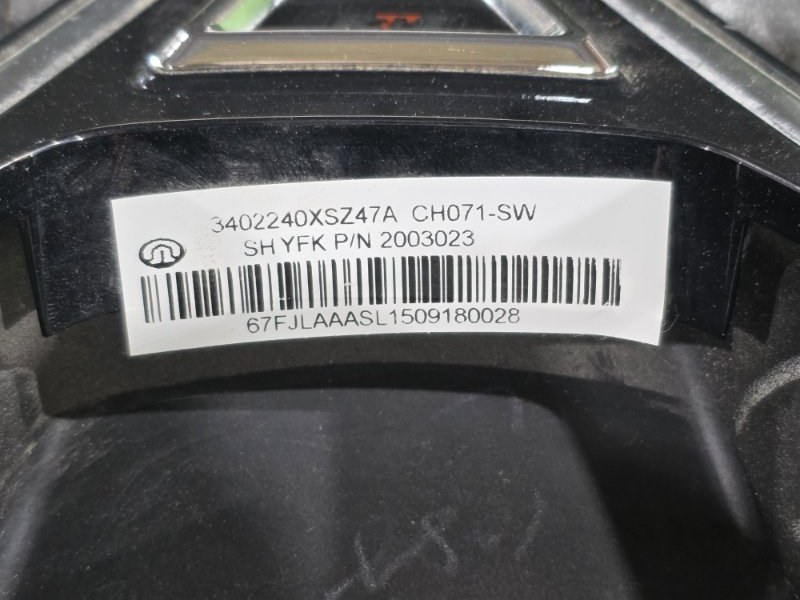 3402240XSZ47A CH071-SW
SH YFK P/N 2003023
67FJLAAASL1509180028